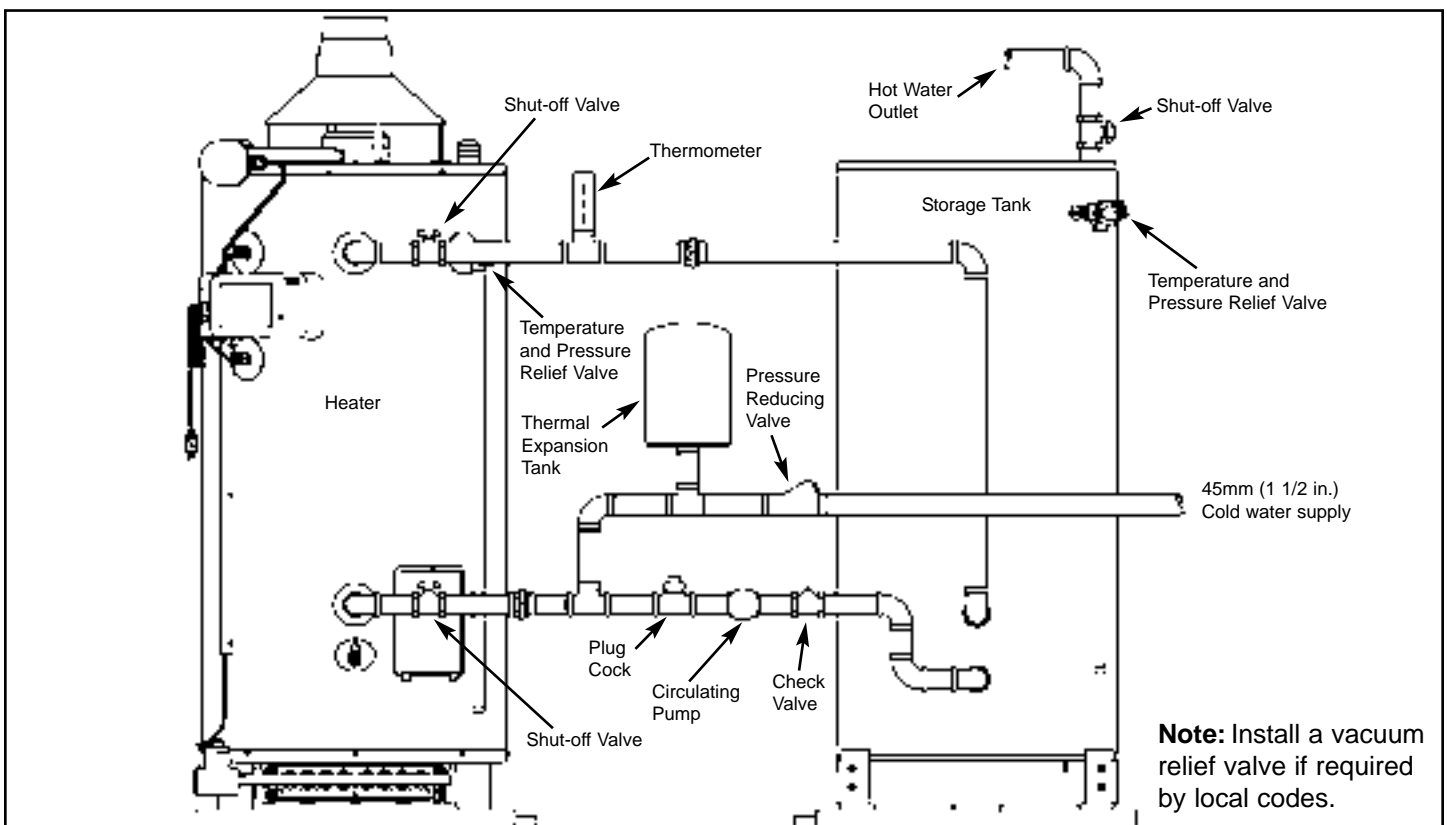 Shut-off Valve
Thermometer
Hot Water
Outlet
Shut-off Valve
Storage Tank
Temperature and
Pressure Relief Valve
Temperature
and Pressure
Relief Valve
Heater
Thermal
Expansion
Tank
Pressure
Reducing
Valve
45mm (1 1/2 in.)
Cold water supply
Plug
Cock
Circulating
Pump
Check
Valve
Shut-off Valve
Note: Install a vacuum
relief valve if required
by local codes.